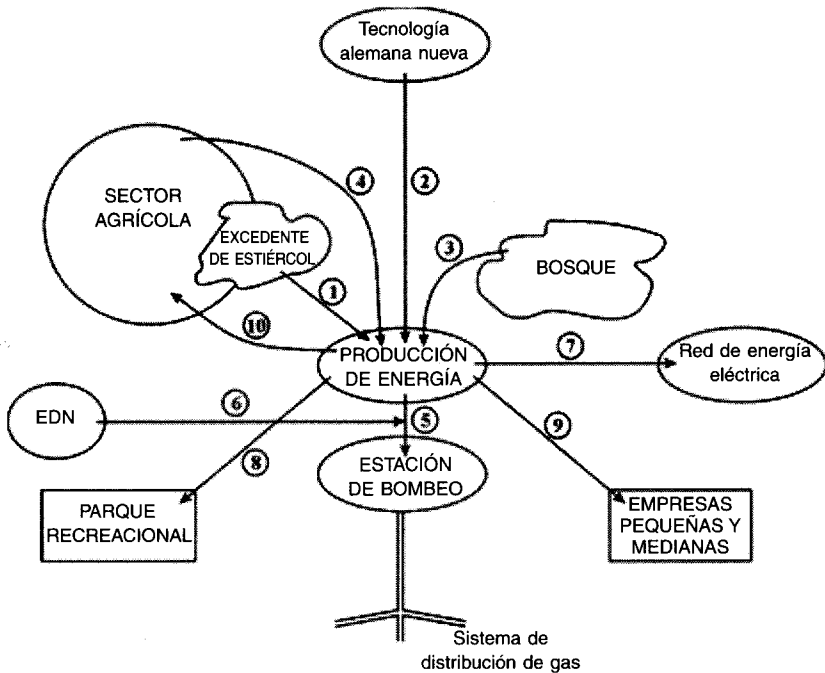 Tecnología
alemana nueva
4
2
SECTOR
AGRÍCOLA
EXCEDENTE
DE ESTIÉRCOL
3
BOSQUE
1
10
PRODUCCIÓN
DE ENERGÍA
7
Red de energía
eléctrica
EDN
6
5
9
8
ESTACIÓN
DE BOMBEO
PARQUE
RECREACIONAL
EMPRESAS
PEQUEÑAS Y
MEDIANAS
Sistema de
distribución de gas